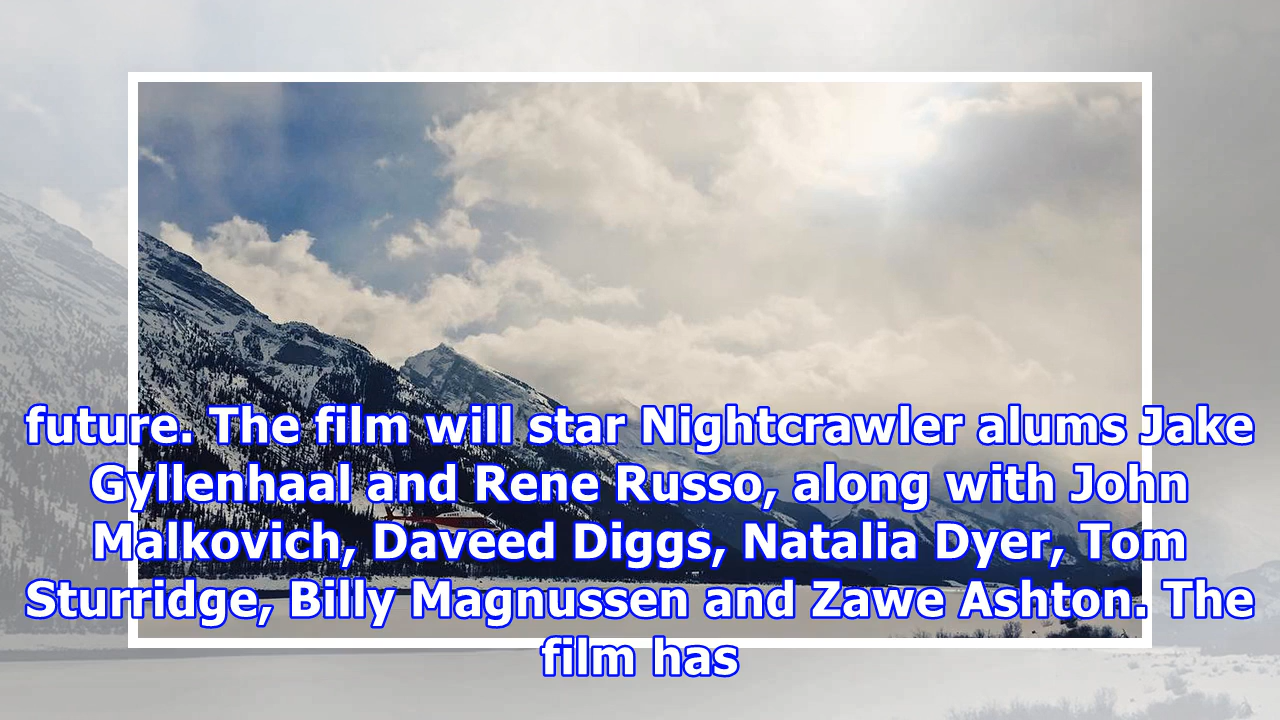 future. The film will star Nightcrawler alums Jake
Gyllenhaal and Rene Russo, along with John
Malkovich, Daveed Diggs, Natalia Dyer, Tom
Sturridge, Billy Magnussen and Zawe Ashton. The
film has